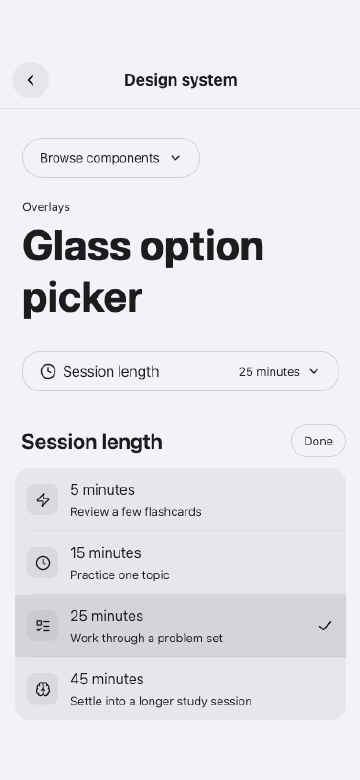 Design system
Browse components
Overlays
Glass option
picker
Session length
25 minutes
Session length
Done
5 minutes
Review a few flashcards
15 minutes
Practice one topic
25 minutes
Work through a problem set
45 minutes
Settle into a longer study session